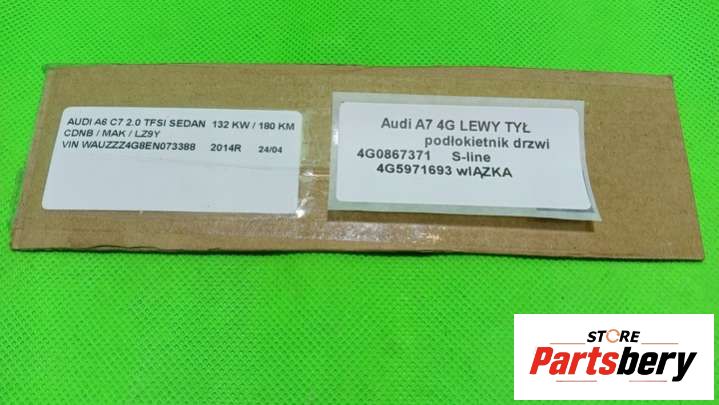 AUDI A6 C7 2.0 TFSI SEDAN 132 KW / 180 KM
CDNB / MAK / LZ9Y
VIN WAUZZZ4G8EN073388 2014R 24/04
Audi A7 4G LEWY TYŁ
podłokietnik drzwi
4G0867371 S-line
4G5971693 wIĄZKA
STORE
Partsbery